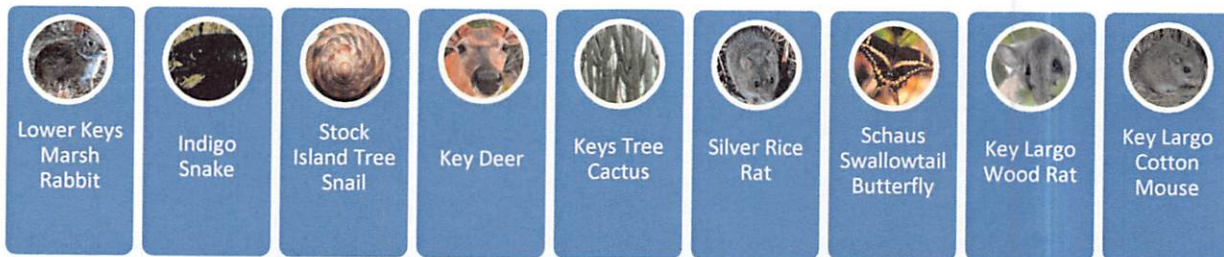 Lower Keys
Marsh
Rabbit
Indigo
Snake
Stock
Island Tree
Snail
Key Deer
Keys Tree
Cactus
Silver Rice
Rat
Schaus
Swallowtail
Butterfly
Key Largo
Wood Rat
Key Largo
Cotton
Mouse